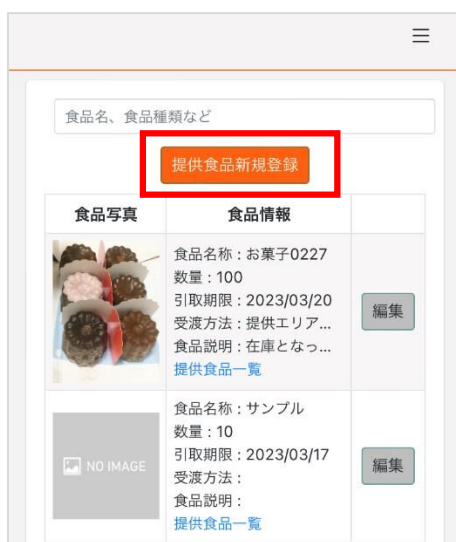 食品名、食品種類など
提供食品新規登録
食品写真
食品情報
食品名称：お菓子0227
数量：100
引取期限：2023/03/20
受渡方法：提供エリア...
食品説明：在庫となっ...
提供食品一覧
編集
NO IMAGE
食品名称：サンプル
数量：10
引取期限：2023/03/17
受渡方法：
食品説明：
提供食品一覧
編集